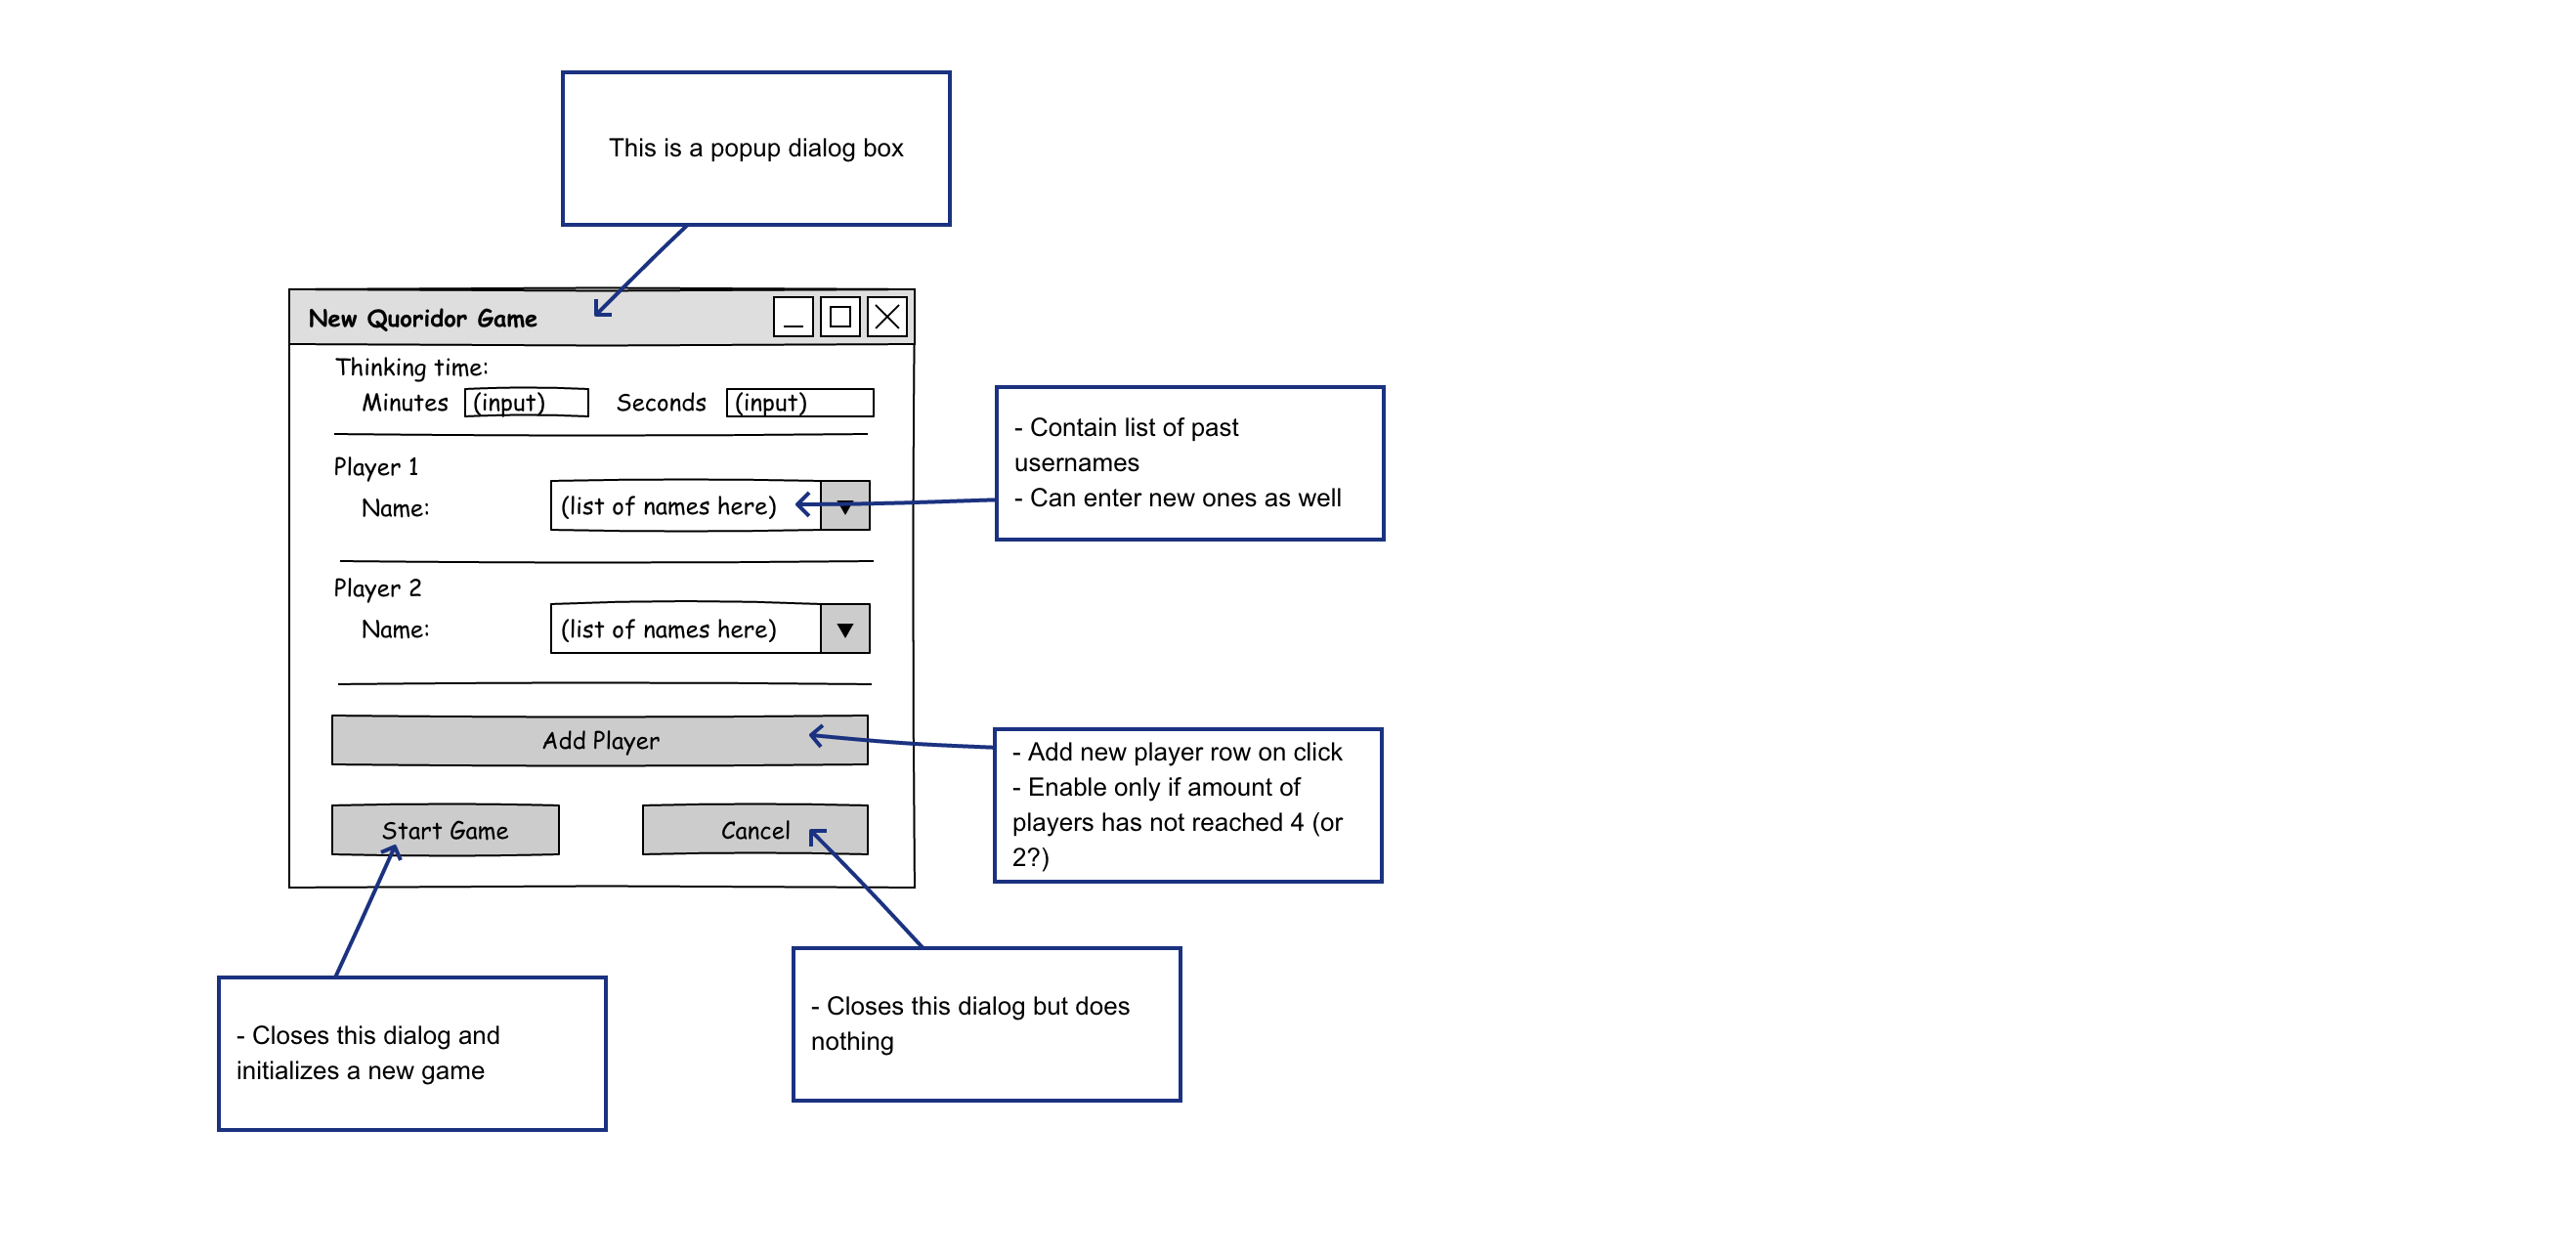 This is a popup dialog box
New Quoridor Game
Thinking time:
Minutes (input) Seconds (input)
Player 1
Name: (list of names here)
- Contain list of past
usernames
- Can enter new ones as well
Player 2
Name: (list of names here)
Add Player
- Add new player row on click
- Enable only if amount of
players has not reached 4 (or
2?)
Start Game Cancel
- Closes this dialog and
initializes a new game
- Closes this dialog but does
nothing